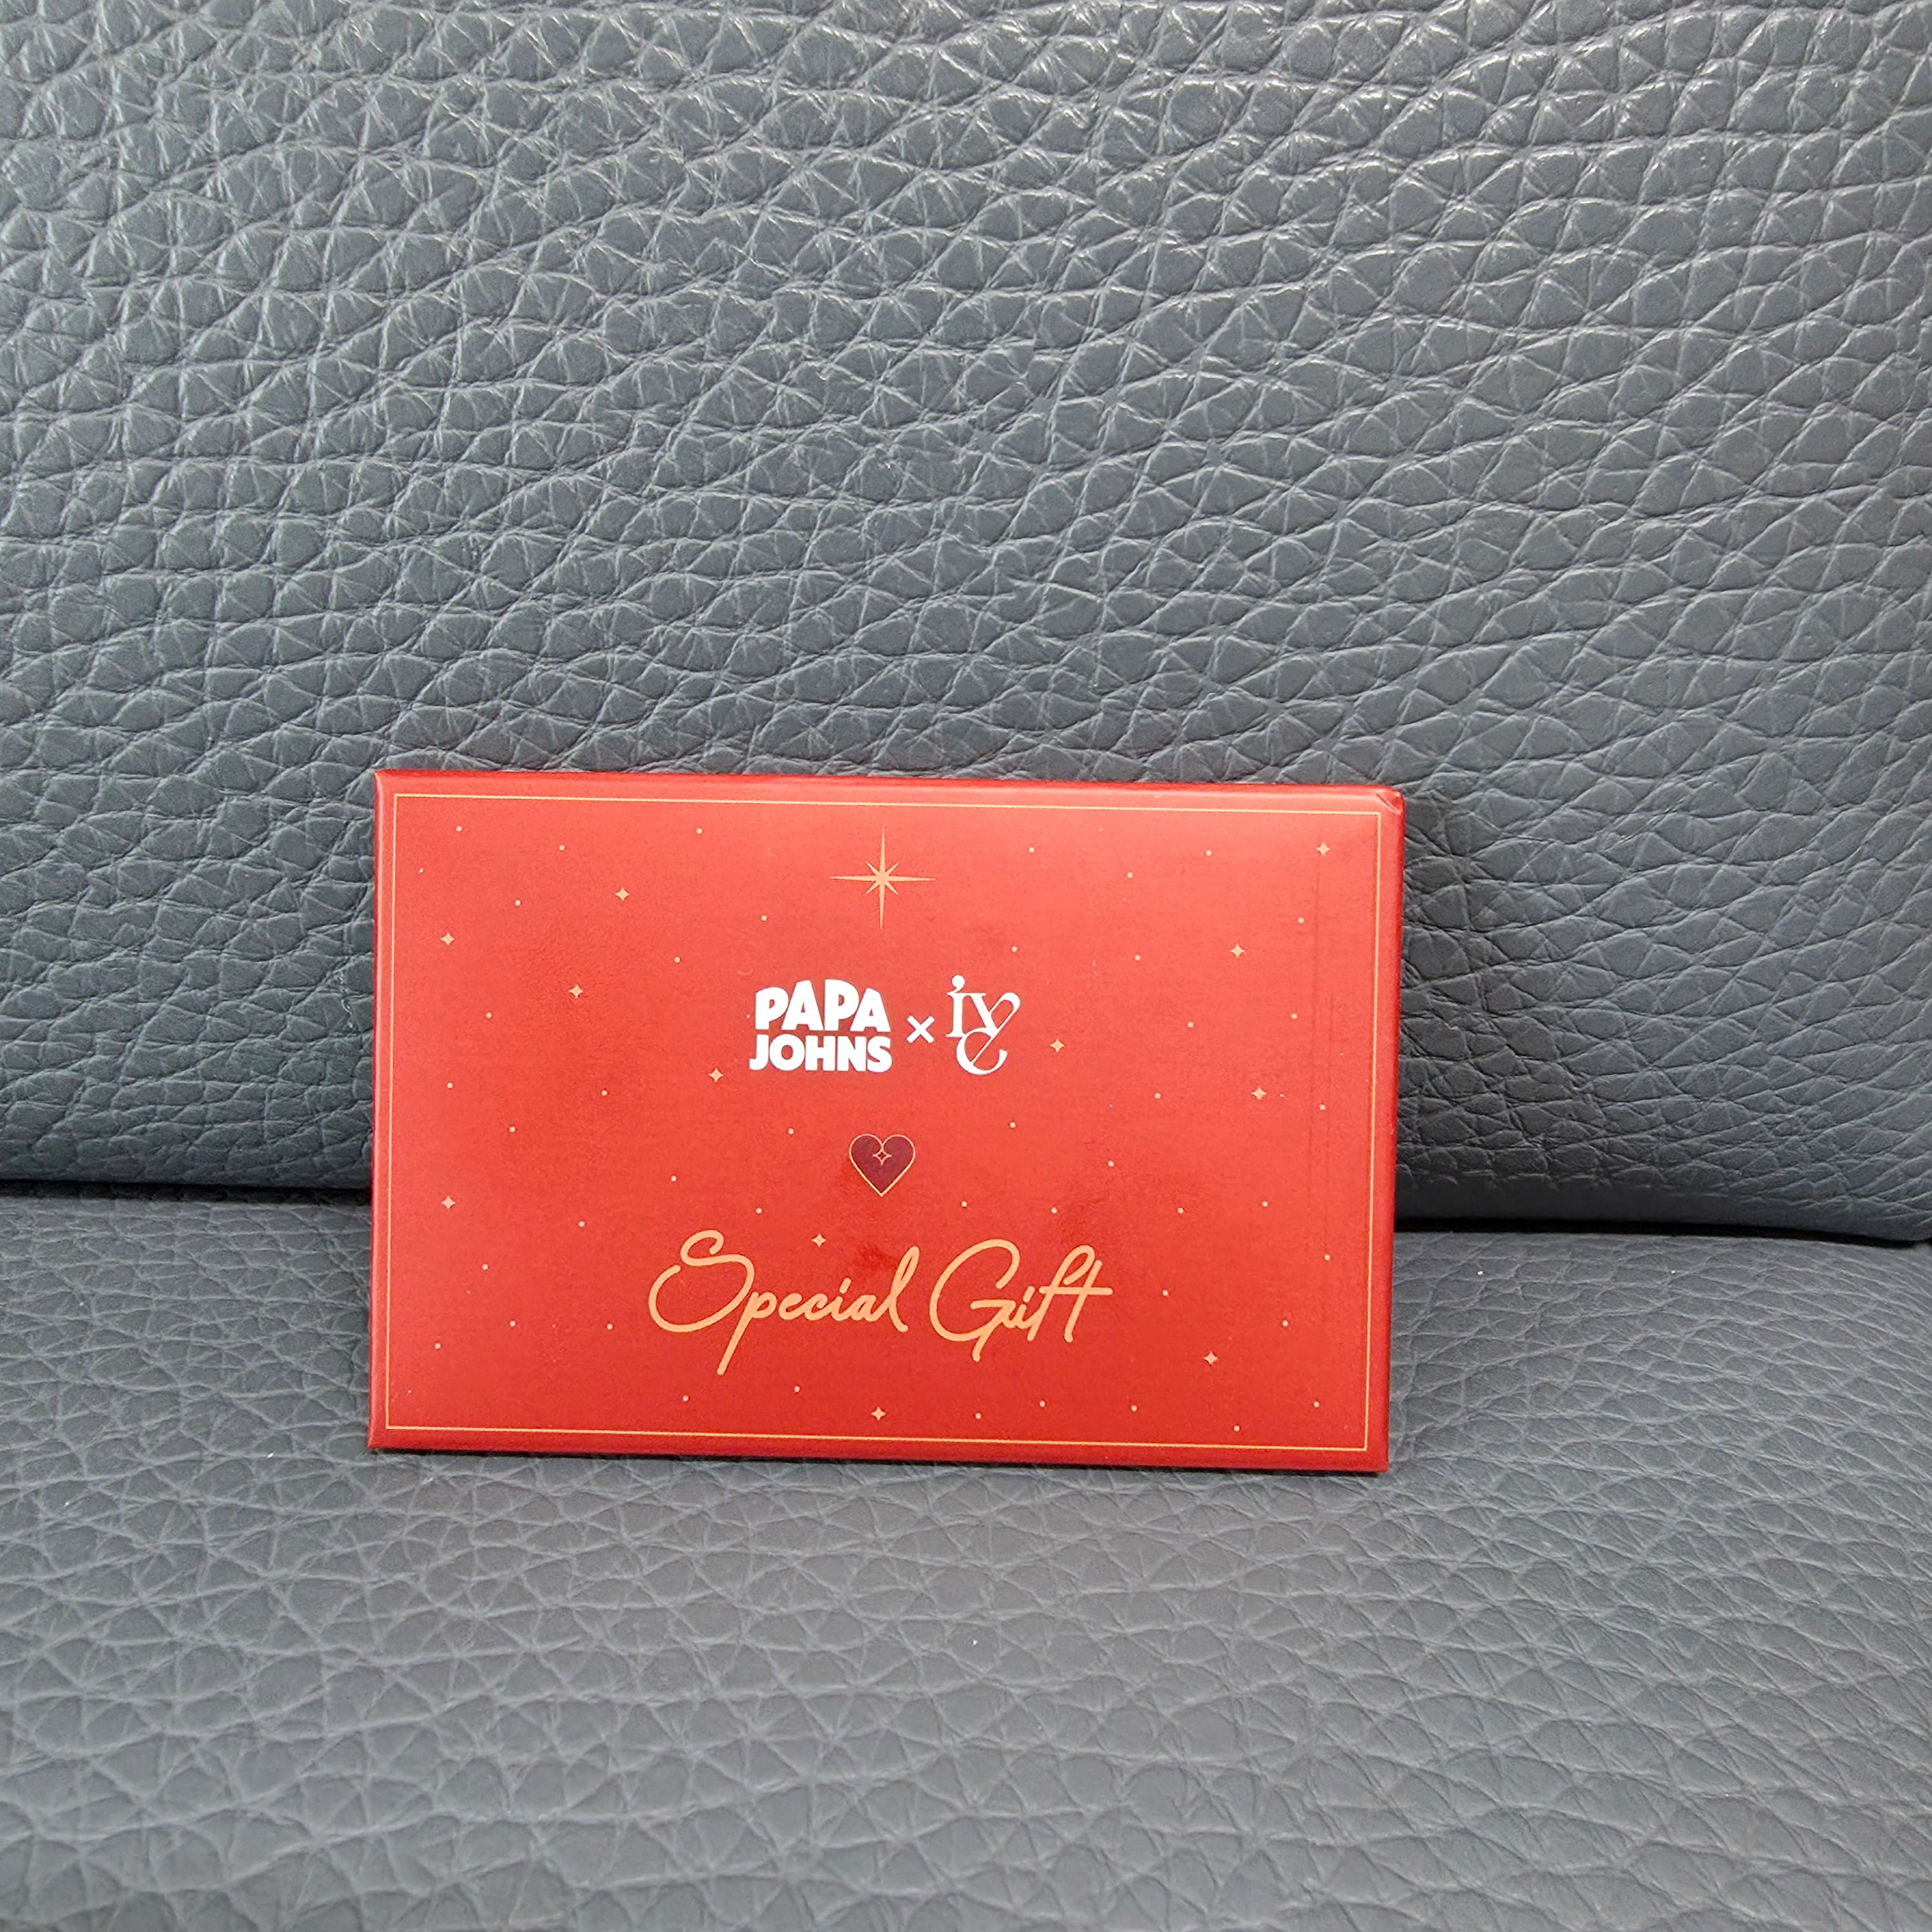 PAPA
JOHNS × ive
Special Gift